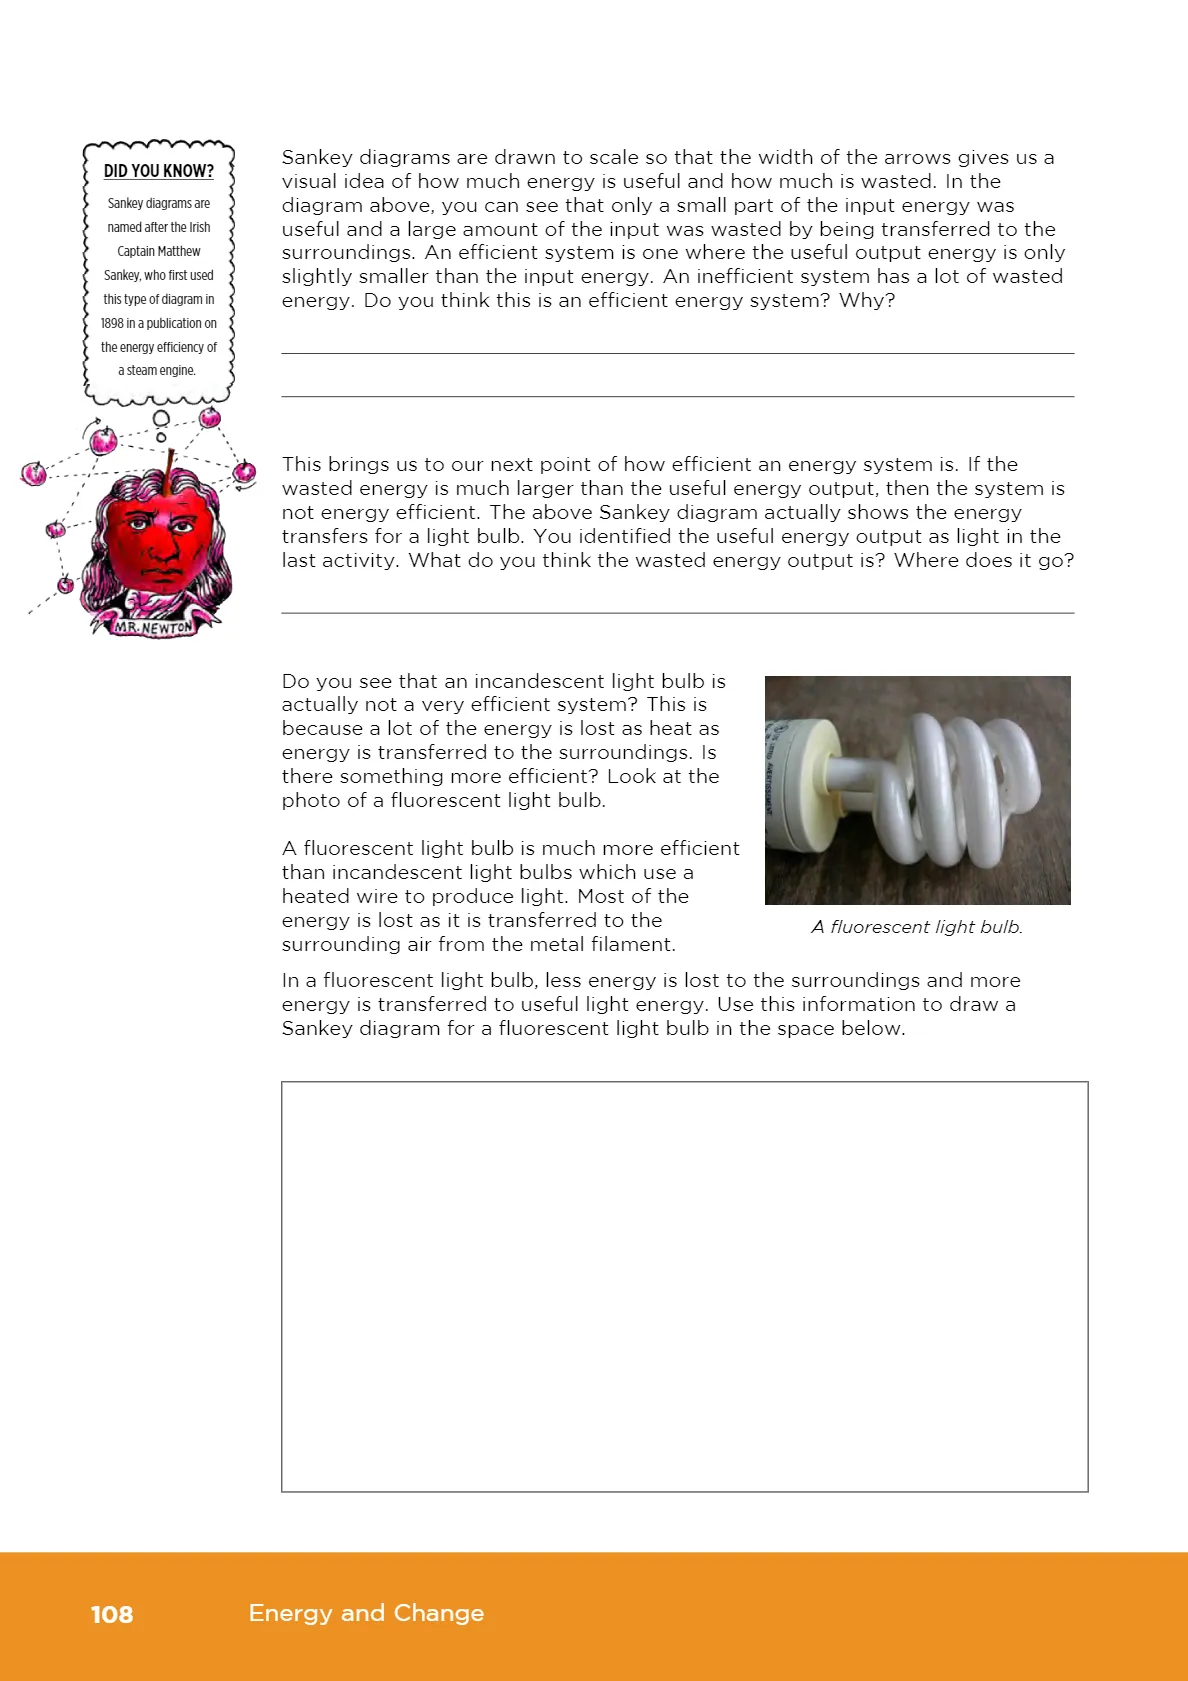 DID YOU KNOW?
Sankey diagrams are
named after the Irish
Captain Matthew
Sankey, who first used
this type of diagram in
1898 in a publication on
the energy efficiency of
a steam engine.
MR. NEWTON
Sankey diagrams are drawn to scale so that the width of the arrows gives us a
visual idea of how much energy is useful and how much is wasted. In the
diagram above, you can see that only a small part of the input energy was
useful and a large amount of the input was wasted by being transferred to the
surroundings. An efficient system is one where the useful output energy is only
slightly smaller than the input energy. An inefficient system has a lot of wasted
energy. Do you think this is an efficient energy system? Why?
This brings us to our next point of how efficient an energy system is. If the
wasted energy is much larger than the useful energy output, then the system is
not energy efficient. The above Sankey diagram actually shows the energy
transfers for a light bulb. You identified the useful energy output as light in the
last activity. What do you think the wasted energy output is? Where does it go?
Do you see that an incandescent light bulb is
actually not a very efficient system? This is
because a lot of the energy is lost as heat as
energy is transferred to the surroundings. Is
there something more efficient? Look at the
photo of a fluorescent light bulb.
A fluorescent light bulb is much more efficient
than incandescent light bulbs which use a
heated wire to produce light. Most of the
energy is lost as it is transferred to the
surrounding air from the metal filament.
A fluorescent light bulb.
In a fluorescent light bulb, less energy is lost to the surroundings and more
energy is transferred to useful light energy. Use this information to draw a
Sankey diagram for a fluorescent light bulb in the space below.
108
Energy and Change